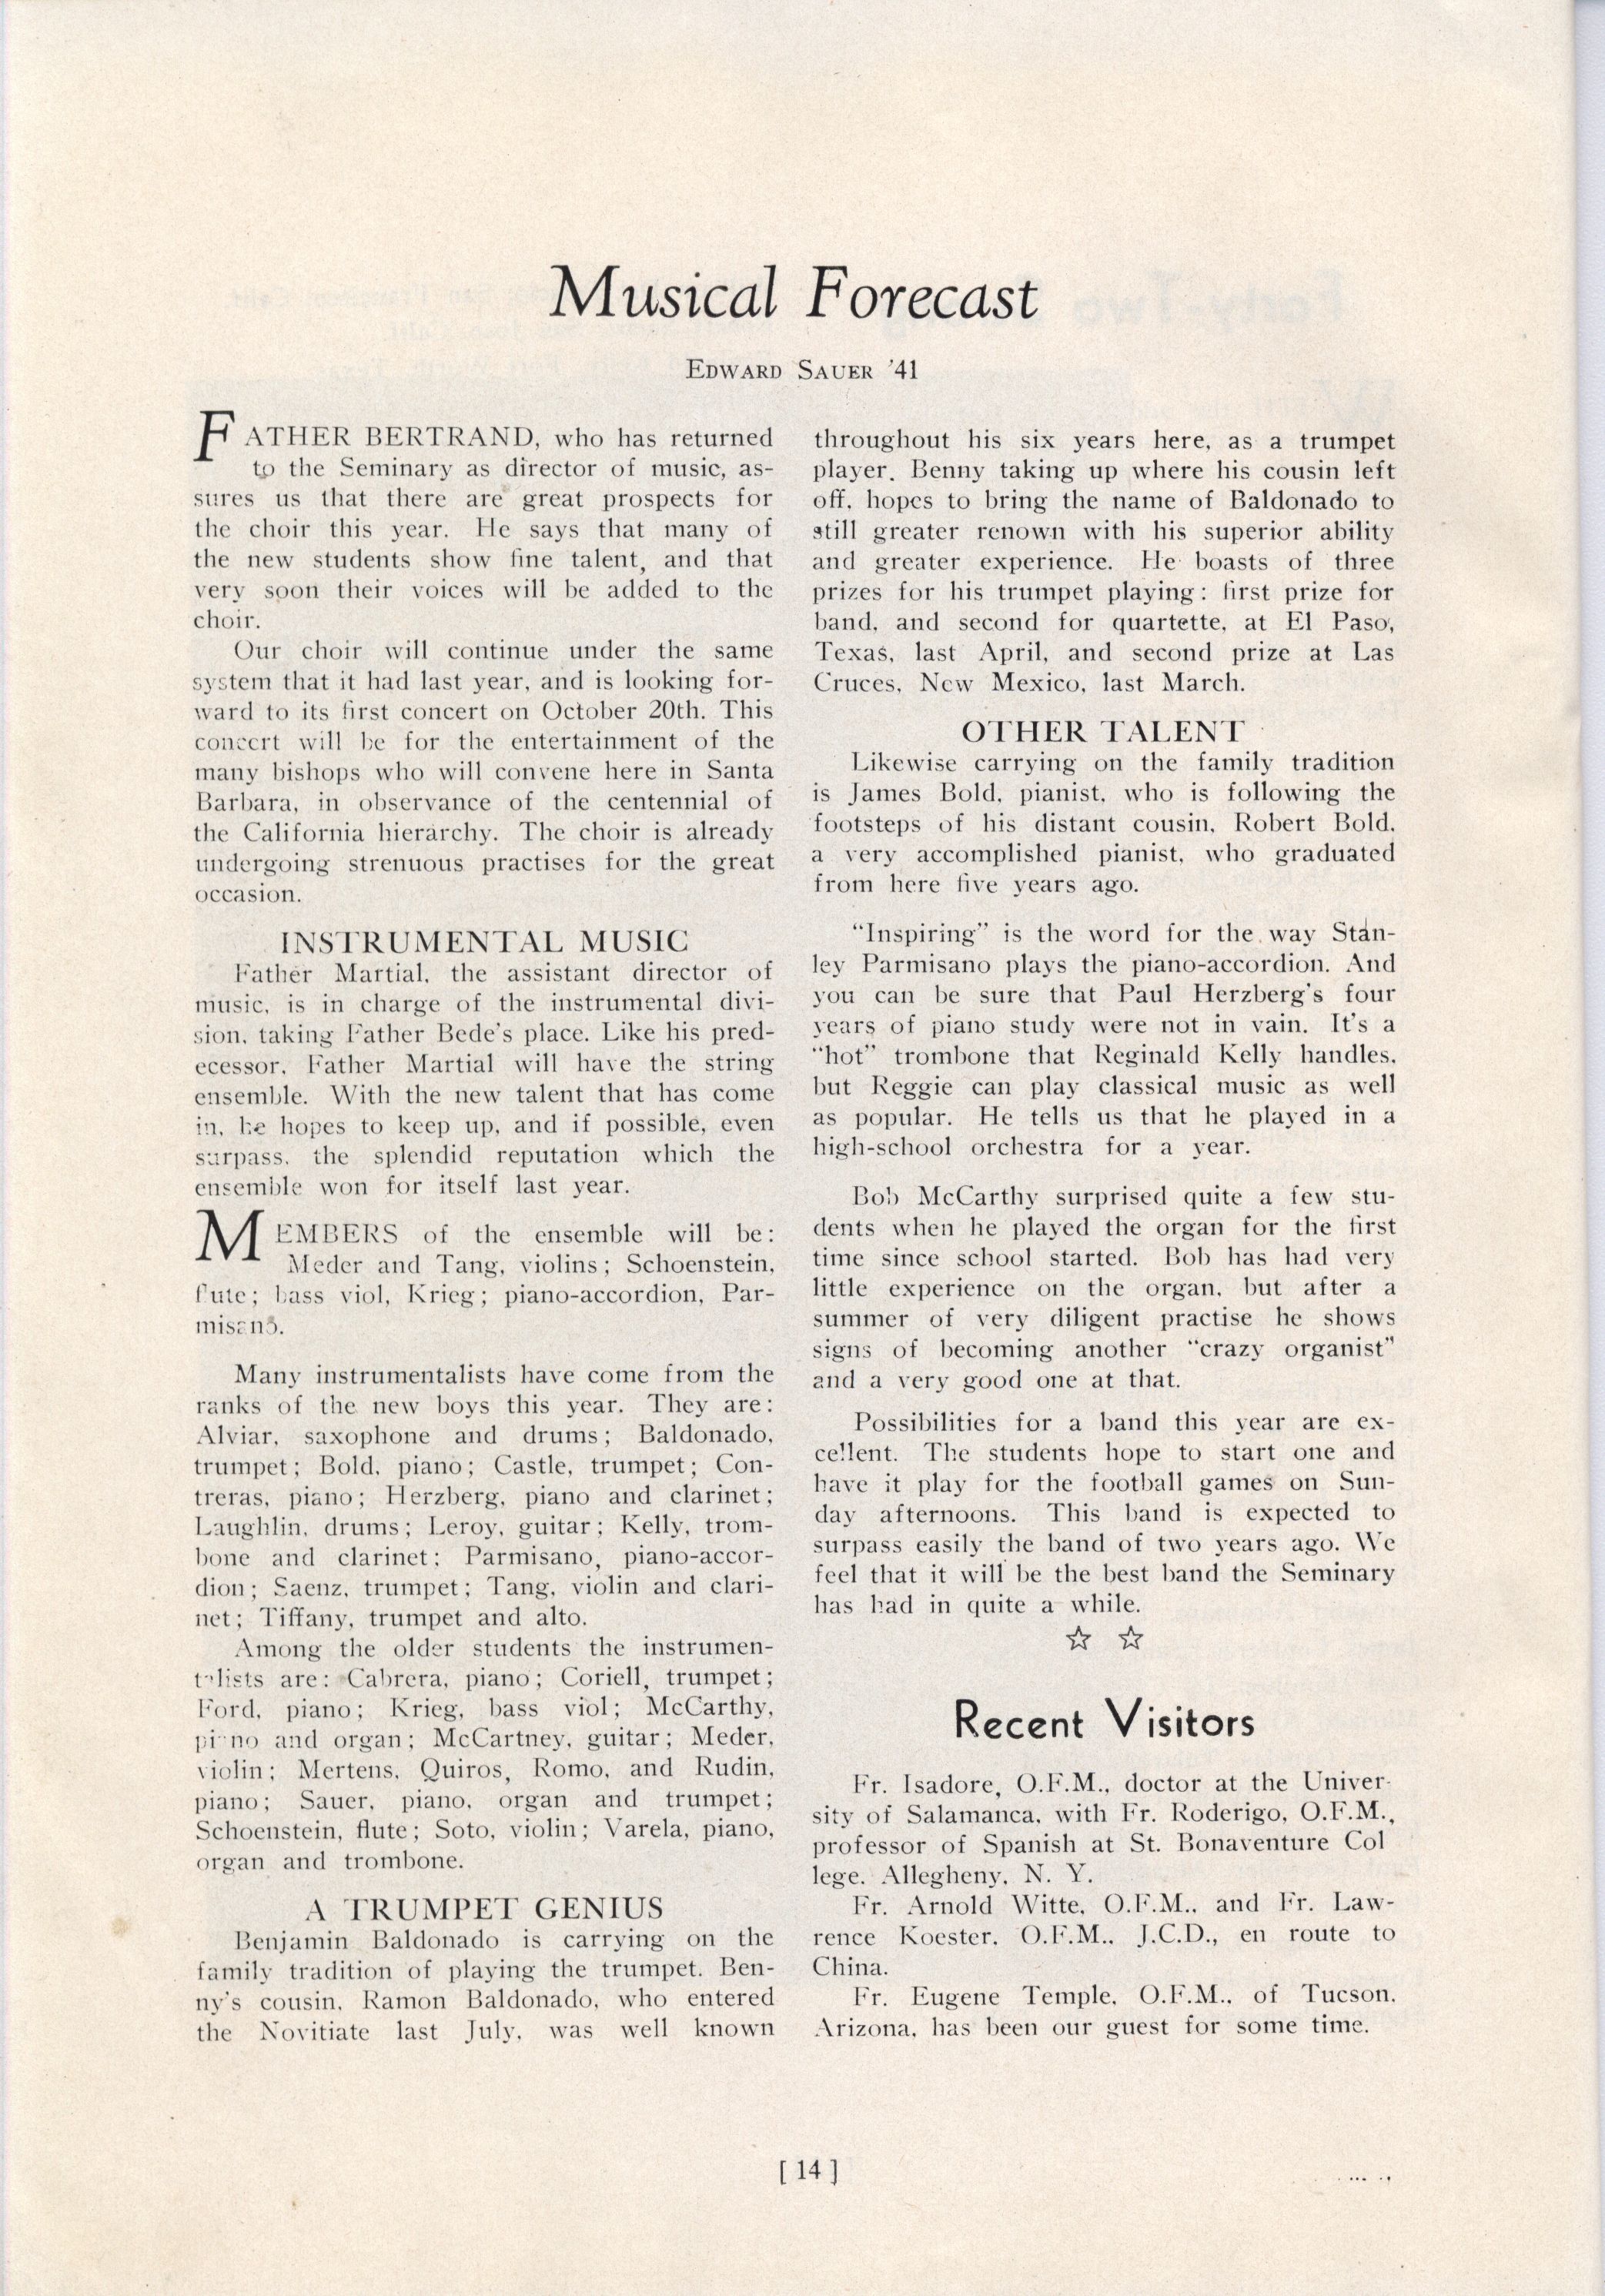 Musical Forecast
EDWARD SAUER '41
FATHER BERTRAND, who has returned
to the Seminary as director of music, as-
sures us that there are great prospects for
the choir this year. He says that many of
the new students show fine talent, and that
very soon their voices will be added to the
choir.
Our choir will continue under the same
system that it had last year, and is looking for-
ward to its first concert on October 20th. This
concert will be for the entertainment of the
many bishops who will convene here in Santa
Barbara, in observance of the centennial of
the California hierarchy. The choir is already
undergoing strenuous practises for the great
occasion.
INSTRUMENTAL MUSIC
Father Martial, the assistant director of
music, is in charge of the instrumental divi-
sion, taking Father Bede's place. Like his pred-
ecessor, Father Martial will have the string
ensemble. With the new talent that has come
in, he hopes to keep up, and if possible, even
surpass, the splendid reputation which the
ensemble won for itself last year.
MEMBERS of the ensemble will be:
Meder and Tang, violins; Schoenstein,
flute; bass viol, Krieg; piano-accordion, Par-
misano.
Many instrumentalists have come from the
ranks of the new boys this year. They are:
Alviar, saxophone and drums; Baldonado,
trumpet; Bold, piano; Castle, trumpet; Con-
treras, piano; Herzberg, piano and clarinet;
Laughlin, drums; Leroy, guitar; Kelly, trom-
bone and clarinet; Parmisano, piano-accor-
dion; Saenz, trumpet; Tang, violin and clari-
net; Tiffany, trumpet and alto.
Among the older students the instrumen-
talists are: Cabrera, piano; Coriell, trumpet;
Ford, piano; Krieg, bass viol; McCarthy,
piano and organ; McCartney, guitar; Meder,
violin; Mertens, Quiros, Romo, and Rudin,
piano; Sauer, piano, organ and trumpet;
Schoenstein, flute; Soto, violin; Varela, piano,
organ and trombone.
A TRUMPET GENIUS
Benjamin Baldonado is carrying on the
family tradition of playing the trumpet. Ben-
ny's cousin, Ramon Baldonado, who entered
the Novitiate last July, was well known
throughout his six years here, as a trumpet
player. Benny taking up where his cousin left
off, hopes to bring the name of Baldonado to
still greater renown with his superior ability
and greater experience. He boasts of three
prizes for his trumpet playing: first prize for
band, and second for quartette, at El Paso,
Texas, last April, and second prize at Las
Cruces, New Mexico, last March.
OTHER TALENT
Likewise carrying on the family tradition
is James Bold, pianist, who is following the
footsteps of his distant cousin, Robert Bold,
a very accomplished pianist, who graduated
from here five years ago.
"Inspiring" is the word for the way Stan-
ley Parmisano plays the piano-accordion. And
you can be sure that Paul Herzberg's four
years of piano study were not in vain. It's a
"hot" trombone that Reginald Kelly handles,
but Reggie can play classical music as well
as popular. He tells us that he played in a
high-school orchestra for a year.
Bob McCarthy surprised quite a few stu-
dents when he played the organ for the first
time since school started. Bob has had very
little experience on the organ, but after a
summer of very diligent practise he shows
signs of becoming another "crazy organist"
and a very good one at that.
Possibilities for a band this year are ex-
cellent. The students hope to start one and
have it play for the football games on Sun-
day afternoons. This band is expected to
surpass easily the band of two years ago. We
feel that it will be the best band the Seminary
has had in quite a while.
☆ ☆
Recent Visitors
Fr. Isadore, O.F.M., doctor at the Univer-
sity of Salamanca, with Fr. Roderigo, O.F.M.,
professor of Spanish at St. Bonaventure Col
lege. Allegheny, N. Y.
Fr. Arnold Witte, O.F.M., and Fr. Law-
rence Koester, O.F.M., J.C.D., en route to
China.
Fr. Eugene Temple, O.F.M., of Tucson,
Arizona, has been our guest for some time.
[ 14 ]